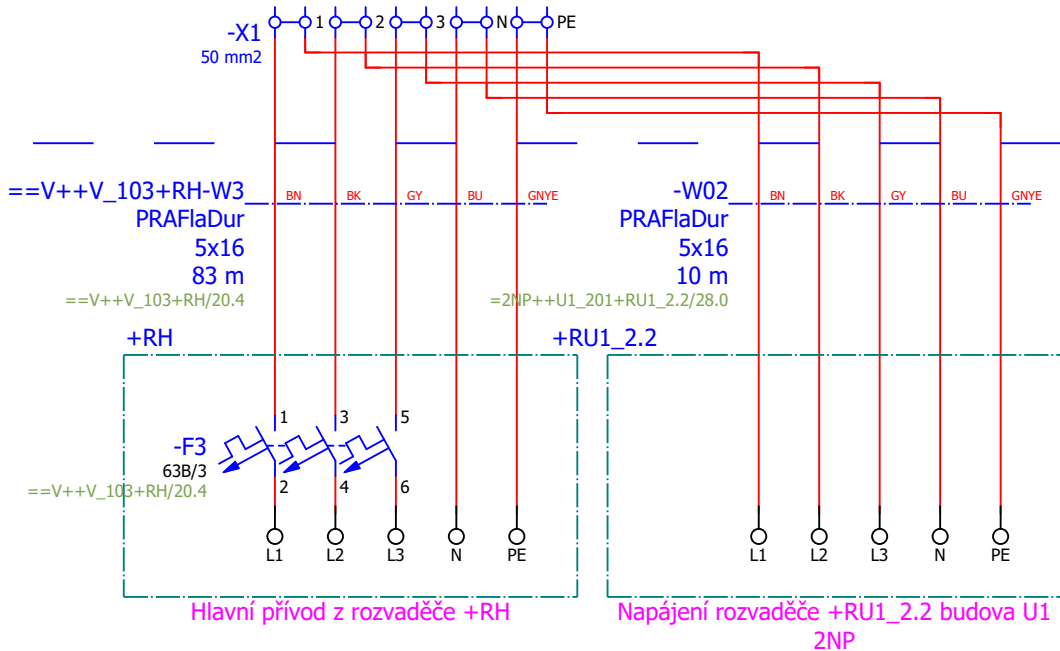 1 2 3 N PE
-X1
50 mm2
==V++V_103+RH-W3
BN BK GY BU GNYE
PRAFlaDur
5x16
83 m
==V++V_103+RH/20.4
-W02
BN BK GY BU GNYE
PRAFlaDur
5x16
10 m
=2NP++U1_201+RU1_2.2/28.0
+RH
+RU1_2.2
1 3 5
-F3
63B/3
==V++V_103+RH/20.4
2 4 6
L1 L2 L3 N PE
L1 L2 L3 N PE
Hlavní přívod z rozvaděče +RH
Napájení rozvaděče +RU1_2.2 budova U1
2NP